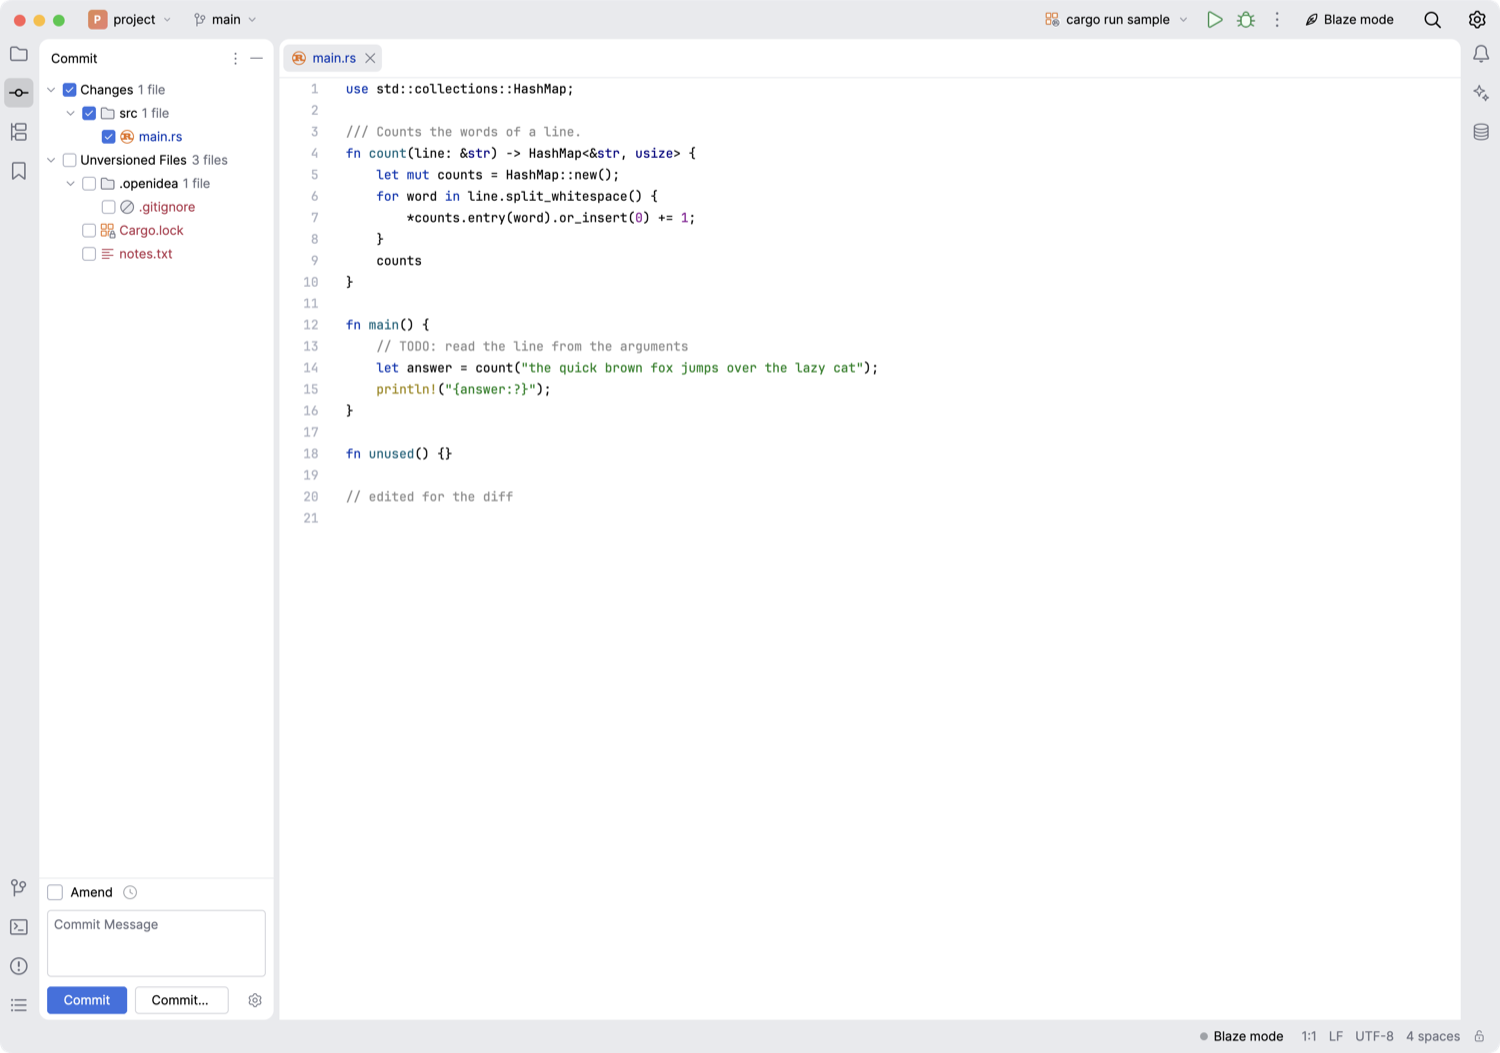 P project main cargo run sample Blaze mode
Commit
Changes 1 file
src 1 file
main.rs
Unversioned Files 3 files
.openidea 1 file
.gitignore
Cargo.lock
notes.txt
Amend
Commit Message
Commit Commit...
main.rs
1 use std::collections::HashMap;
2
3 /// Counts the words of a line.
4 fn count(line: &str) -> HashMap<&str, usize> {
5 let mut counts = HashMap::new();
6 for word in line.split_whitespace() {
7 *counts.entry(word).or_insert(0) += 1;
8 }
9 counts
10 }
11
12 fn main() {
13 // TODO: read the line from the arguments
14 let answer = count("the quick brown fox jumps over the lazy cat");
15 println!("{answer:?}");
16 }
17
18 fn unused() {}
19
20 // edited for the diff
21
Blaze mode 1:1 LF UTF-8 4 spaces